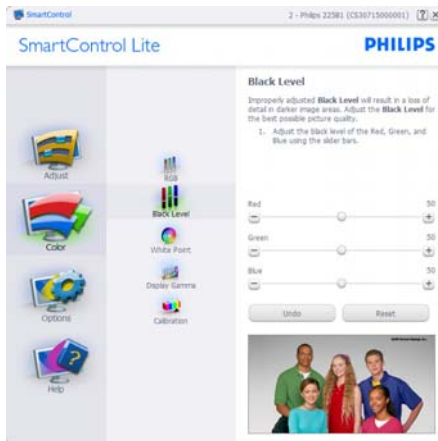 SmartControl
2 - Philips 225B1 (CS30715000001)
?
X
SmartControl Lite
PHILIPS
Adjust
Color
Options
Help
RGB
Black Level
White Point
Display Gamma
Calibration
Black Level
Improperly adjusted Black Level will result in a loss of
detail in darker image areas. Adjust the Black Level for
the best possible picture quality.
1. Adjust the black level of the Red, Green, and
Blue using the slider bars.
Red 50
Green 50
Blue 50
Undo Reset